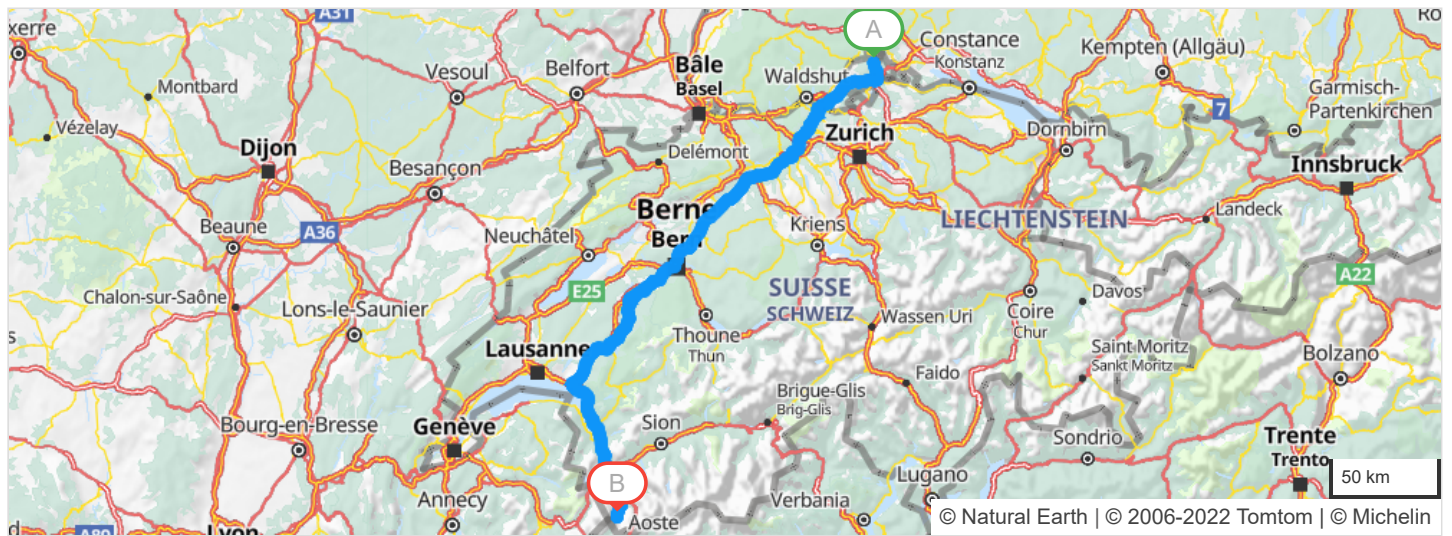 A31
Ro
xerre
A
Constance
Konstanz
Kempten (Allgäu)
Vesoul
Belfort
Bâle
Basel
Waldshut
Montbard
Garmisch-
Partenkirchen
7
Vézelay
Dijon
Delémont
Zurich
Dornbirn
Innsbruck
Besançon
Beaune
A36
Neuchâtel
Berne
Bern
Kriens
LIECHTENSTEIN
Landeck
A22
Chalon-sur-Saône
Lons-le-Saunier
E25
SUISSE
SCHWEIZ
Davos
Coire
Chur
s
Thoune
Thun
Wassen Uri
Lausanne
Saint Moritz
Sankt Moritz
Bolzano
Faido
Brigue-Glis
Brig-Glis
Bourg-en-Bresse
Genève
Sion
Sondrio
Trente
Trento
Lugano
50 km
B
Annecy
Verbania
Aoste
d
A80
Lyon
© Natural Earth | © 2006-2022 Tomtom | © Michelin